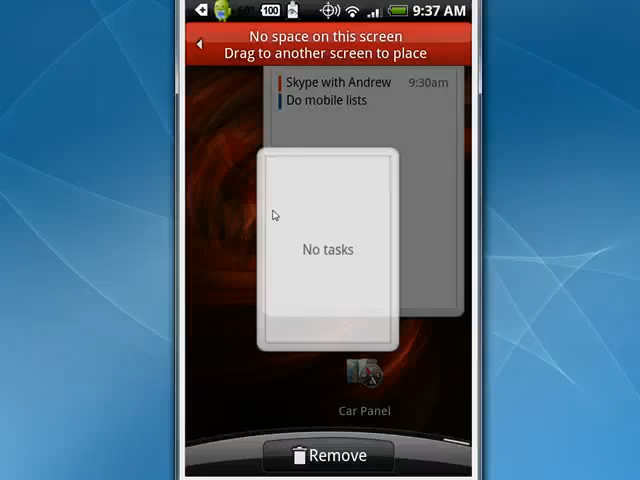 100
9:37 AM
No space on this screen
Drag to another screen to place
Skype with Andrew 9:30am
Do mobile lists
No tasks
Car Panel
Remove